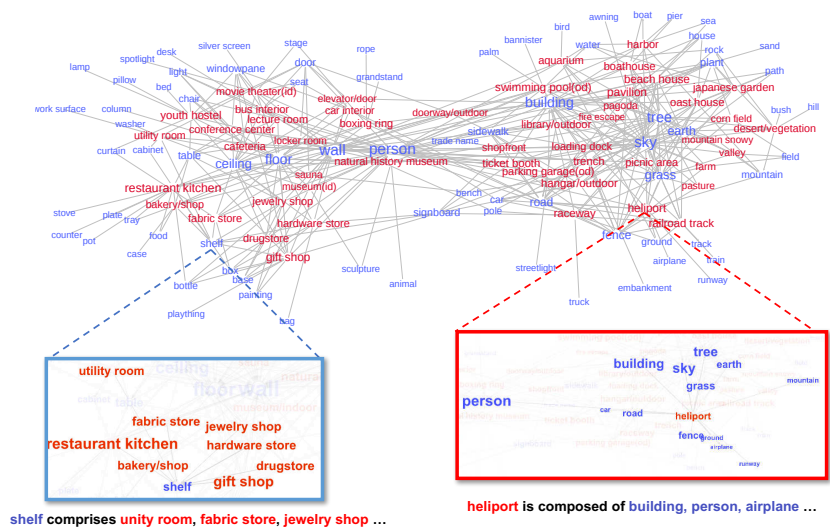 boat pier
awning sea
bird
stage house
silver screen bannister water harbor
desk rope rock sand
spotlight door palm aquarium boathouse plant
lamp light windowpane beach house path
pillow seat grandstand swimming pool(od) pavilion japanese garden
bed movie theater(id) elevator/door building pagoda oast house
work surface column chair bus interior car interior doorway/outdoor fire escape tree corn field bush hill
youth hostel lecture room boxing ring library/outdoor earth desert/vegetation
washer conference center sidewalk
utility room locker room trade name sky mountain snowy
curtain cabinet cafeteria wall person shopfront loading dock valley
table ceiling floor natural history museum ticket booth trench picnic area farm field
sauna parking garage(od) grass mountain
restaurant kitchen museum(id) hangar/outdoor pasture
bakery/shop jewelry shop bench car road
stove plate tray fabric store signboard pole raceway heliport
counter pot food hardware store railroad track
case shelf drugstore fence ground track
gift shop airplane train
box base sculpture streetlight runway
bottle painting animal embankment
plaything bag truck
utility room
ceiling
floor wall
cabinet table
fabric store
jewelry shop
restaurant kitchen hardware store
bakery/shop drugstore
shelf gift shop
tree
building sky earth
grass mountain
person
car road heliport
fence ground
airplane
runway
shelf comprises unity room, fabric store, jewelry shop …
heliport is composed of building, person, airplane …